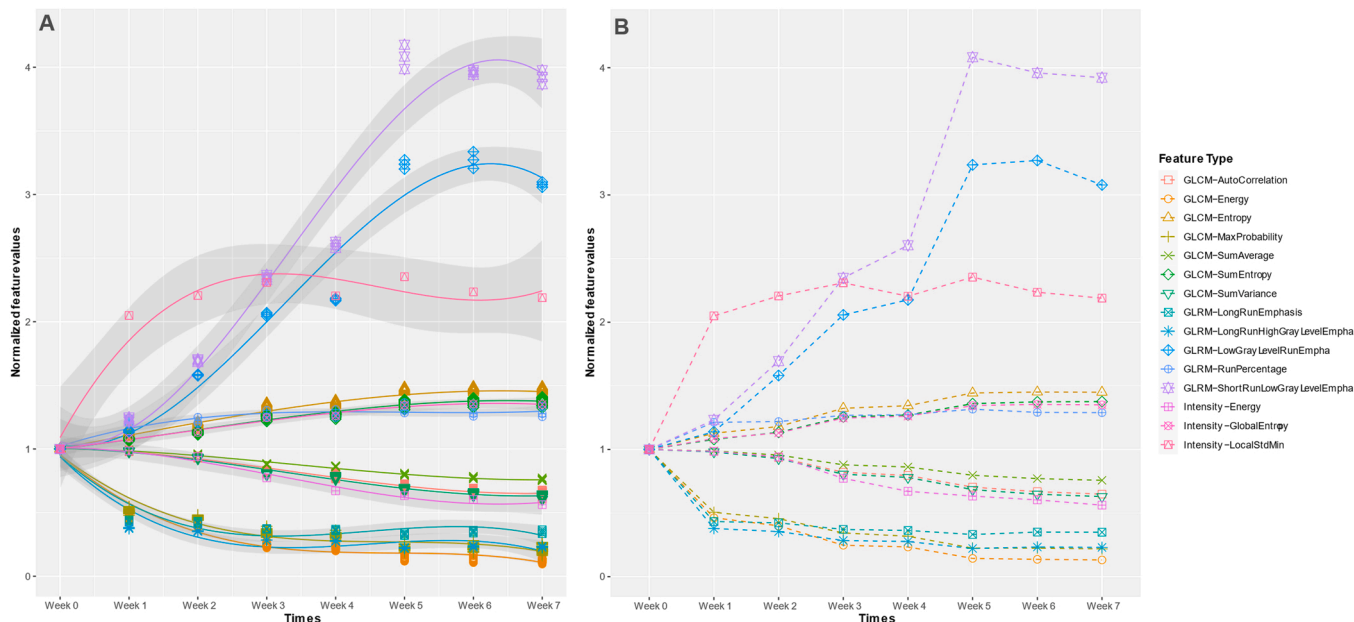 A
B
Normalized featurevalues
4
3
2
1
0
Week 0
Week 1
Week 2
Week 3
Week 4
Week 5
Week 6
Week 7
Times
Normalized featurevalues
4
3
2
1
0
Week 0
Week 1
Week 2
Week 3
Week 4
Week 5
Week 6
Week 7
Times
Feature Type
GLCM-AutoCorrelation
GLCM-Energy
GLCM-Entropy
GLCM-MaxProbability
GLCM-SumAverage
GLCM-SumEntropy
GLCM-SumVariance
GLRM-LongRunEmphasis
GLRM-LongRunHighGrayLevelEmpha
GLRM-LowGrayLevelRunEmpha
GLRM-RunPercentage
GLRM-ShortRunLowGrayLevelEmpha
Intensity-Energy
Intensity-GlobalEntropy
Intensity-LocalStdMin